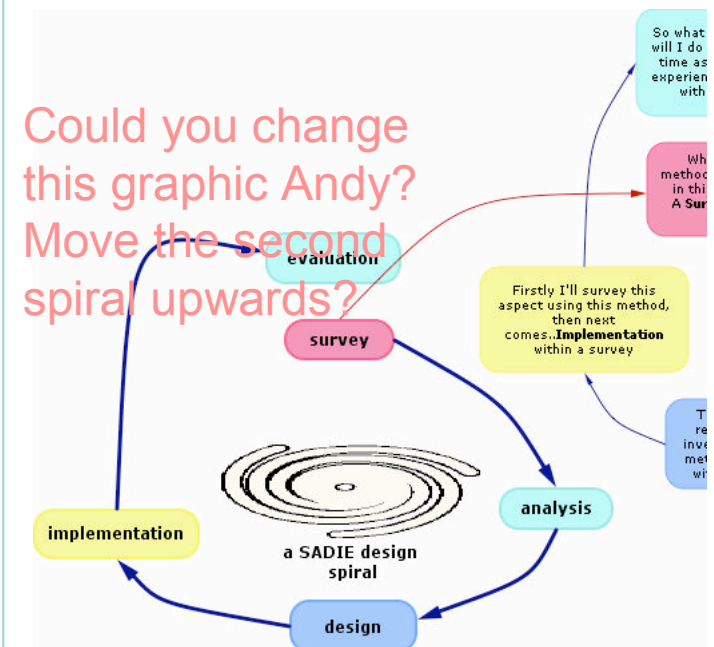 So what
will I do
time as
experien
with
Could you change
this graphic Andy?
Move the second
spiral upwards?
Wh
method
in thi
A Sur
evaluation
survey
Firstly I'll survey this
aspect using this method,
then next
comes..Implementation
within a survey
T
re
inve
met
wi
analysis
implementation
a SADIE design
spiral
design